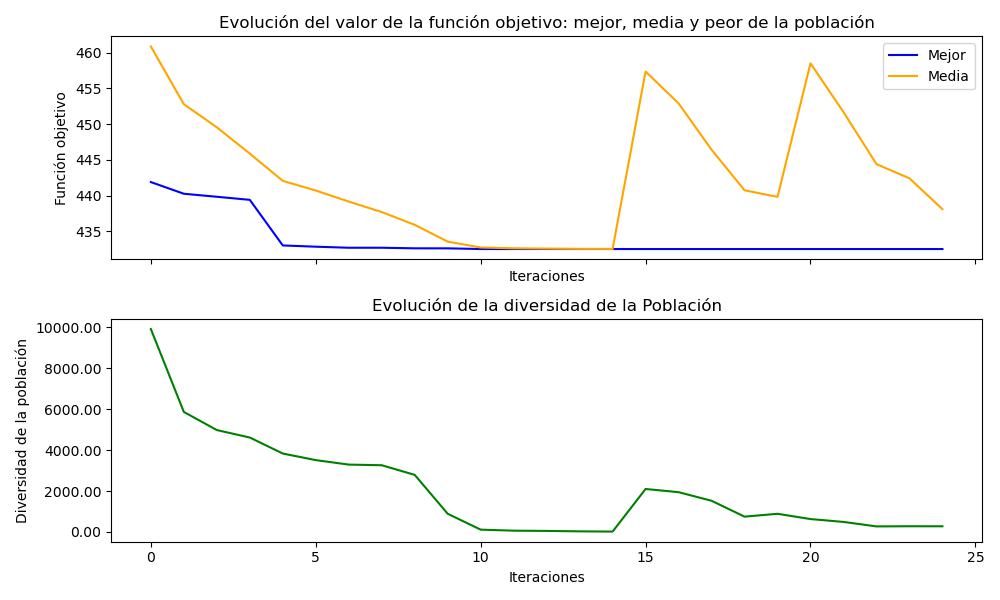 Evolución del valor de la función objetivo: mejor, media y peor de la población
Función objetivo
460
455
450
445
440
435
Mejor
Media
Iteraciones
Evolución de la diversidad de la Población
Diversidad de la población
10000.00
8000.00
6000.00
4000.00
2000.00
0.00
0
5
10
15
20
25
Iteraciones